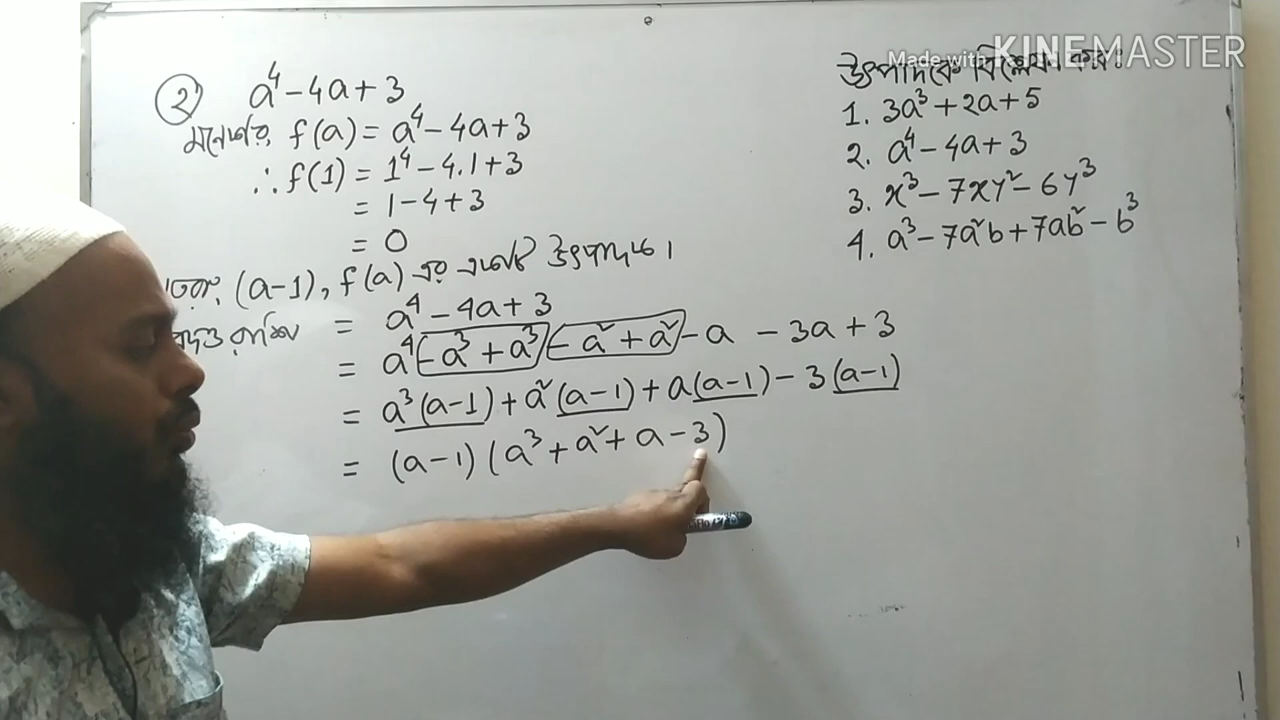 Made with KINEMASTER
২ a⁴ - 4a + 3
মনেকরি, f(a) = a⁴ - 4a + 3
∴ f(1) = 1⁴ - 4.1 + 3
= 1 - 4 + 3
= 0
(a-1), f(a) এর একটি উৎপাদক।
= a⁴ - 4a + 3
= a⁴ - a³ + a³ - a² + a² - a - 3a + 3
= a³(a-1) + a²(a-1) + a(a-1) - 3(a-1)
= (a-1)(a³ + a² + a - 3)
উৎপাদকে বিশ্লেষণ কর:
1. 3a³ + 2a + 5
2. a⁴ - 4a + 3
3. x³ - 7xy² - 6y³
4. a³ - 7a²b + 7ab² - b³